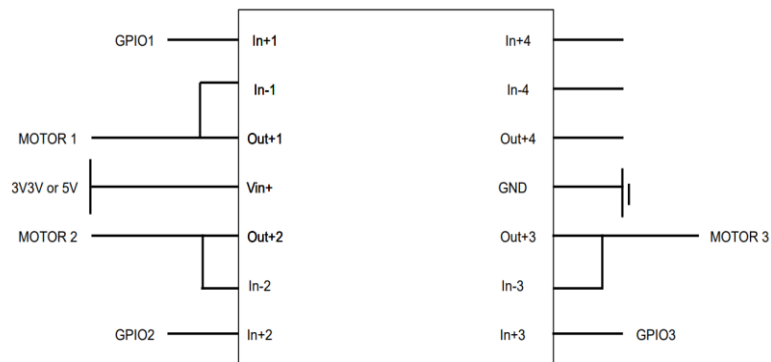 GPIO1 In+1 In+4
In-1 In-4
MOTOR 1 Out+1 Out+4
3V3V or 5V Vin+ GND
MOTOR 2 Out+2 Out+3 MOTOR 3
In-2 In-3
GPIO2 In+2 In+3 GPIO3